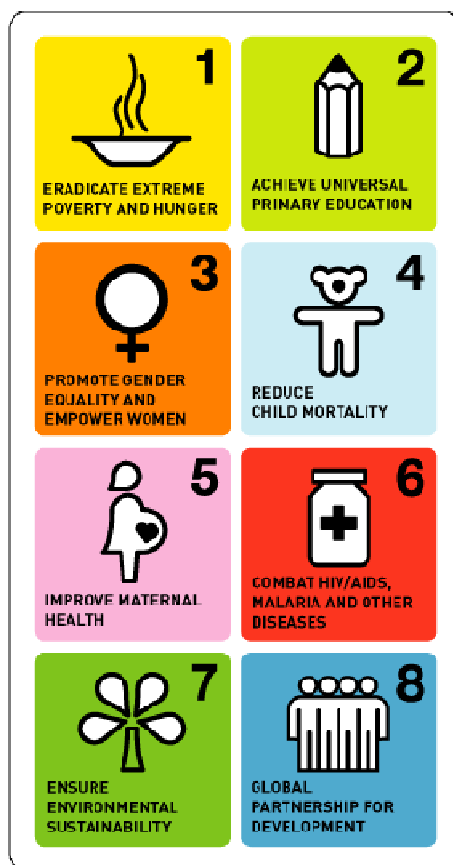 1
ERADICATE EXTREME
POVERTY AND HUNGER
2
ACHIEVE UNIVERSAL
PRIMARY EDUCATION
3
PROMOTE GENDER
EQUALITY AND
EMPOWER WOMEN
4
REDUCE
CHILD MORTALITY
5
IMPROVE MATERNAL
HEALTH
6
COMBAT HIV/AIDS,
MALARIA AND OTHER
DISEASES
7
ENSURE
ENVIRONMENTAL
SUSTAINABILITY
8
GLOBAL
PARTNERSHIP FOR
DEVELOPMENT